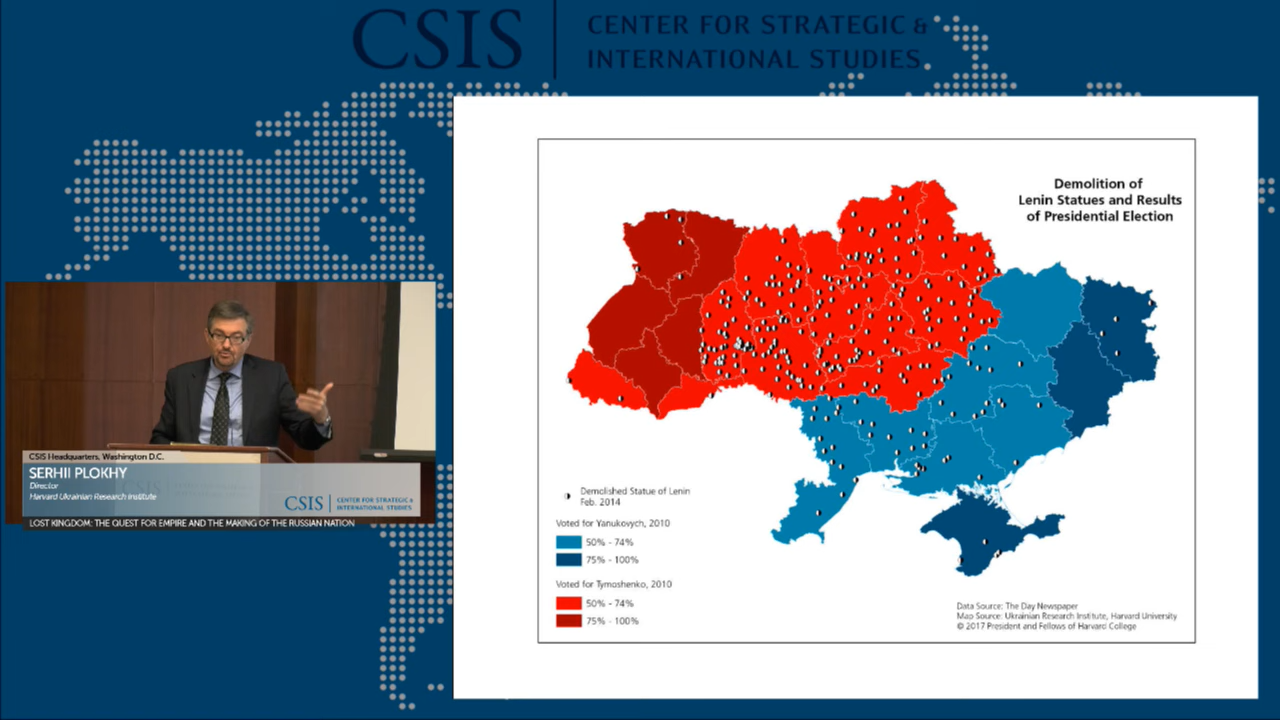 CSIS
CENTER FOR STRATEGIC &
INTERNATIONAL STUDIES
Demolition of
Lenin Statues and Results
of Presidential Election
Demolished Statue of Lenin
Feb. 2014
Voted for Yanukovych, 2010
50% - 74%
75% - 100%
Voted for Tymoshenko, 2010
50% - 74%
75% - 100%
Data Source: The Day Newspaper
Map Source: Ukrainian Research Institute, Harvard University
© 2017 President and Fellows of Harvard College
CSIS Headquarters, Washington D.C.
SERHII PLOKHY
Director
Harvard Ukrainian Research Institute
CSIS
CENTER FOR STRATEGIC &
INTERNATIONAL STUDIES
LOST KINGDOM: THE QUEST FOR EMPIRE AND THE MAKING OF THE RUSSIAN NATION